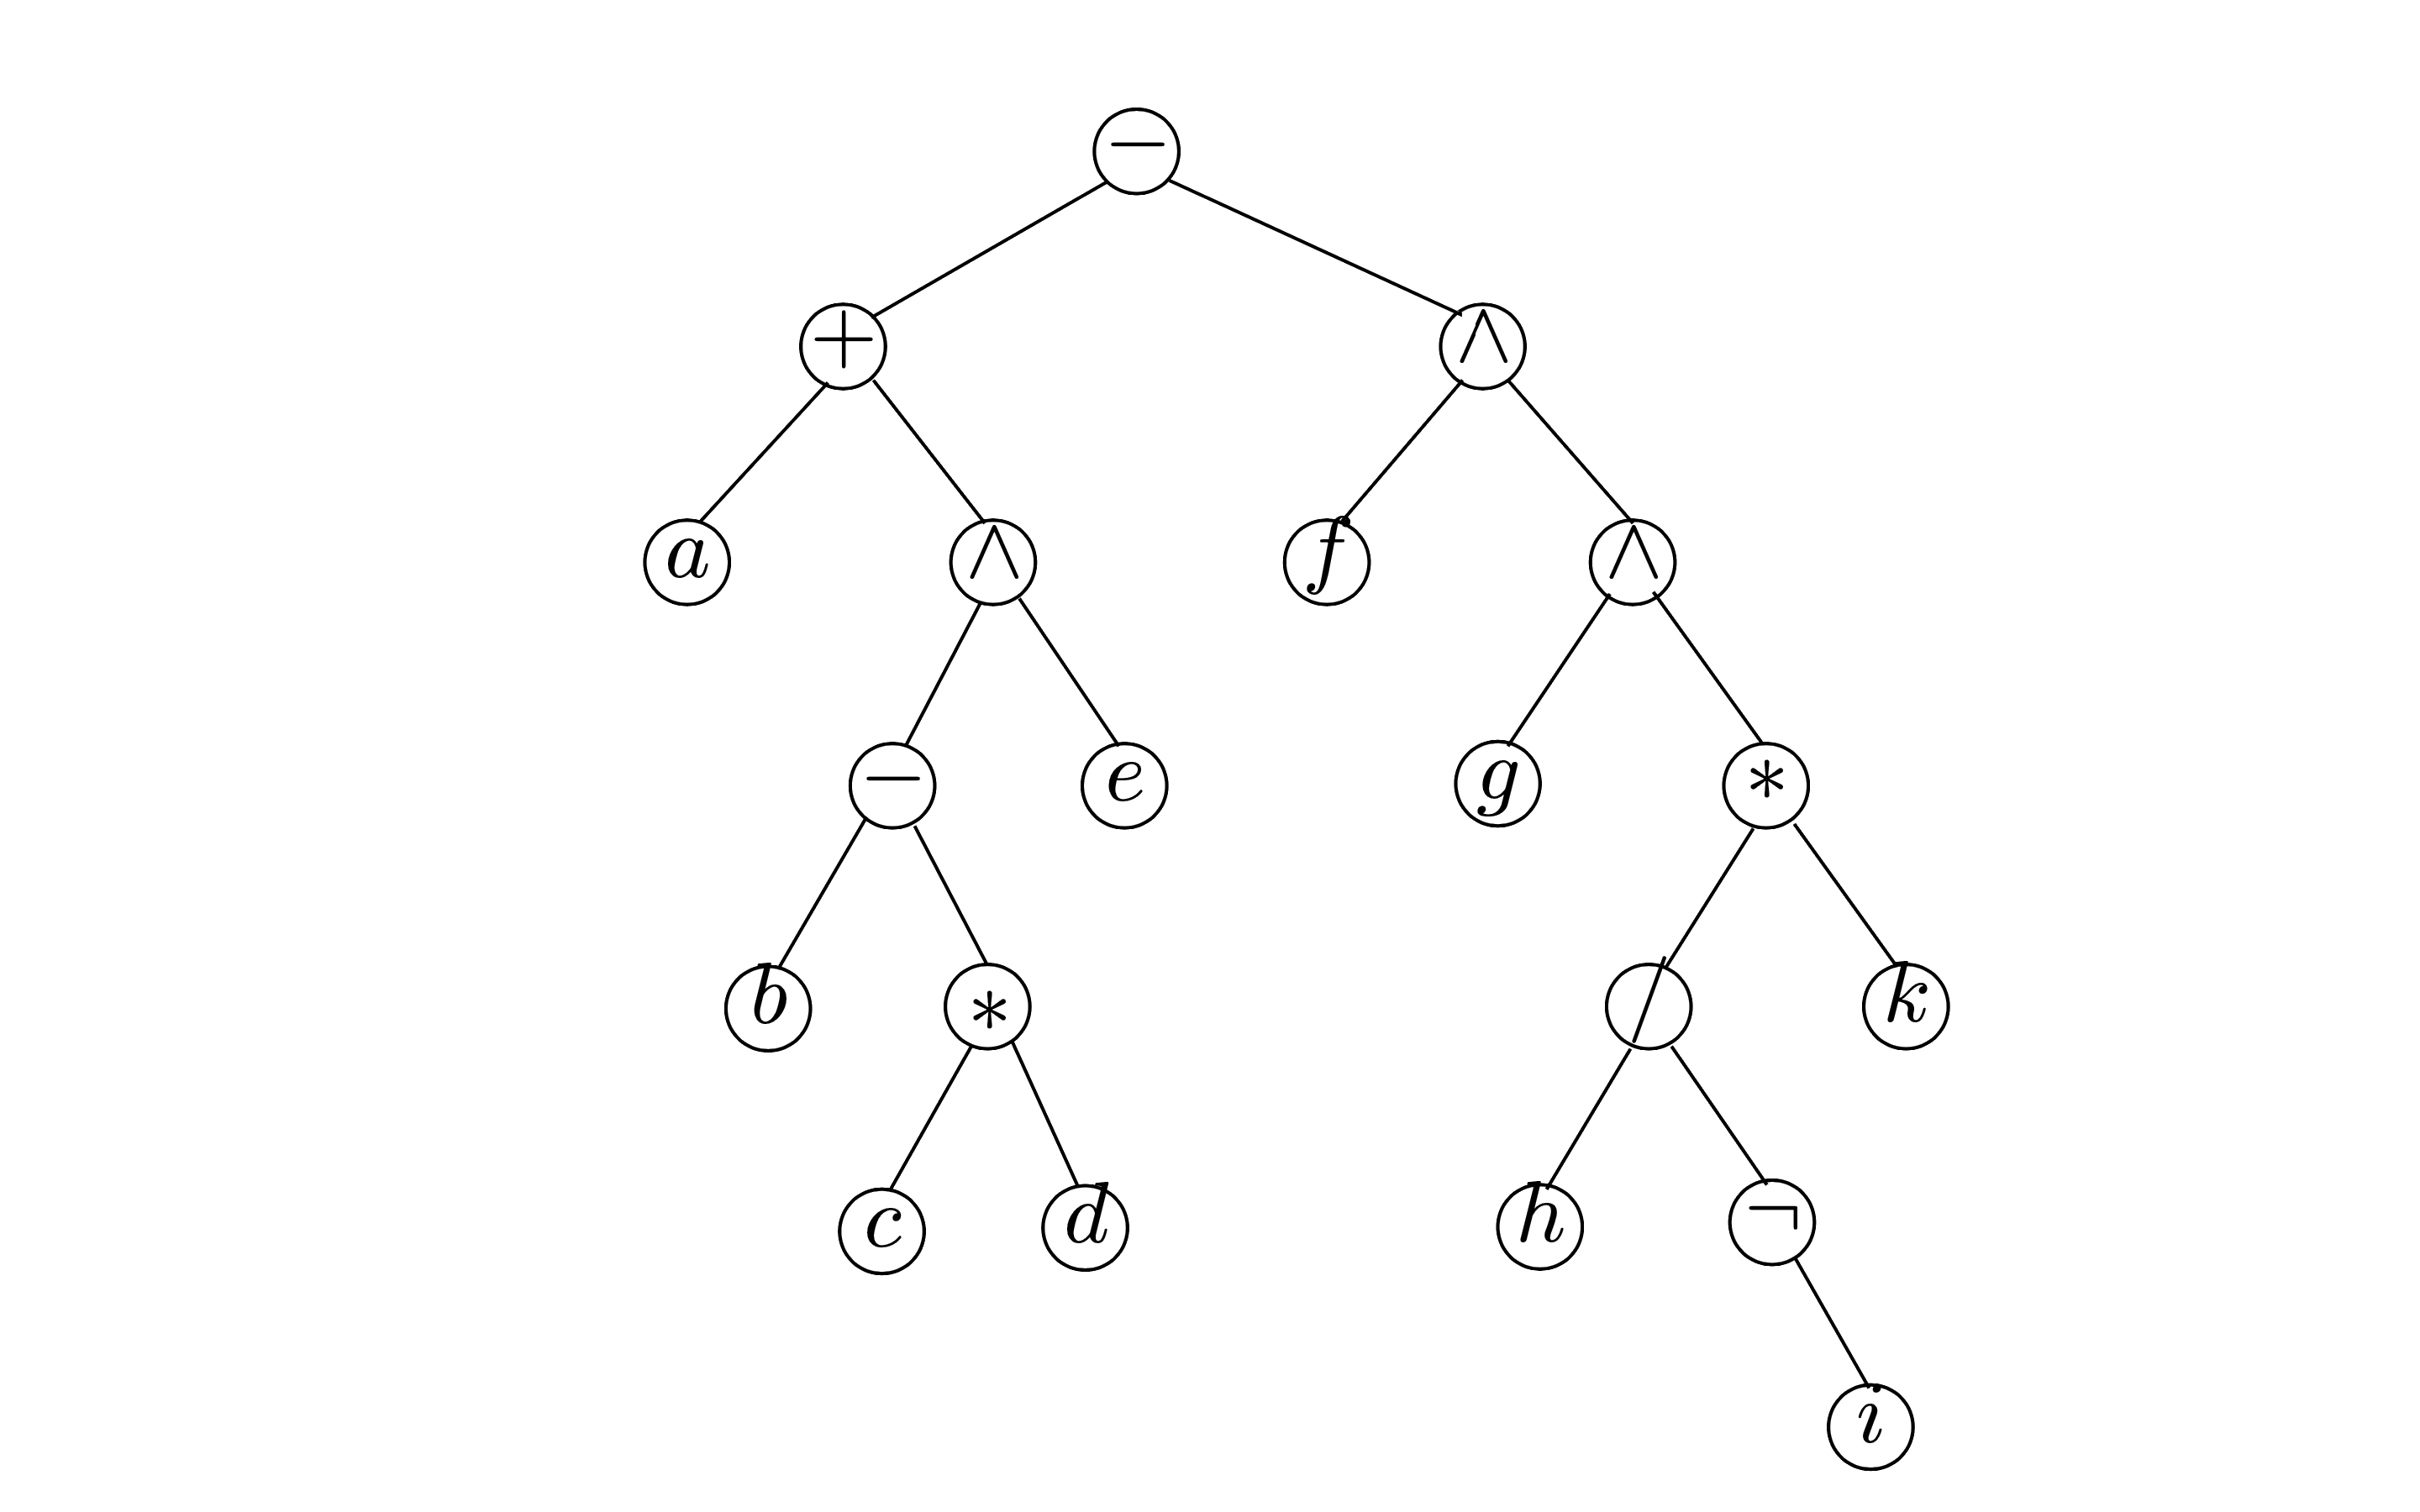 −
+ ∧
a ∧ f ∧
− e g *
b * / k
c d h ¬
i